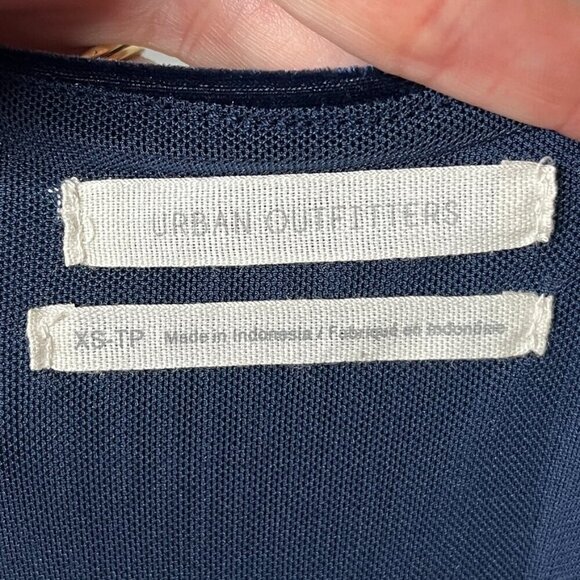 URBAN OUTFITTERS
XS-TP Made in Indonesia / Fabriqué en Indonésie